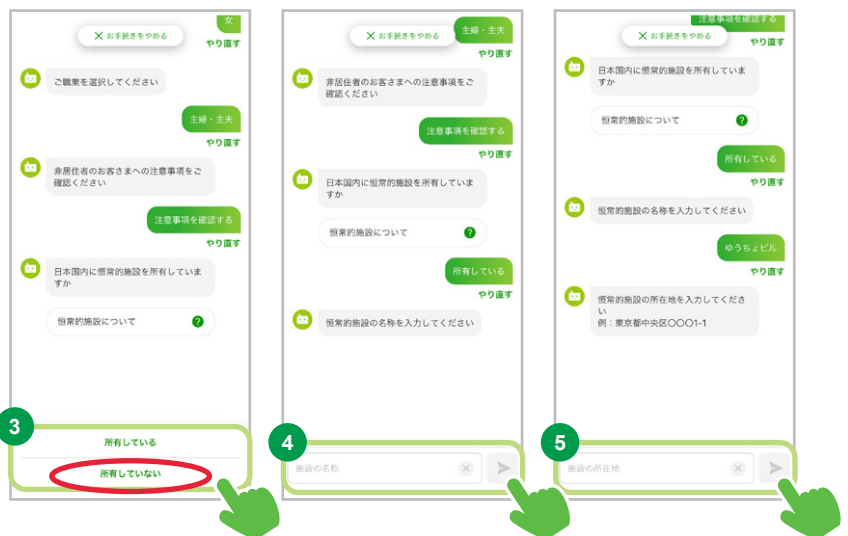 女
× お手続きをやめる
やり直す
ご職業を選択してください
主婦・主夫
やり直す
非居住者のお客さまへの注意事項をご
確認ください
注意事項を確認する
やり直す
日本国内に恒常的施設を所有していま
すか
恒常的施設について
?
3
所有している
所有していない
主婦・主夫
× お手続きをやめる
やり直す
非居住者のお客さまへの注意事項をご
確認ください
注意事項を確認する
やり直す
日本国内に恒常的施設を所有していま
すか
恒常的施設について
?
所有している
やり直す
恒常的施設の名称を入力してください
4
施設の名称
注意事項を確認する
× お手続きをやめる
やり直す
日本国内に恒常的施設を所有していま
すか
恒常的施設について
?
所有している
やり直す
恒常的施設の名称を入力してください
ゆうちょビル
やり直す
恒常的施設の所在地を入力してくださ
い
例:東京都中央区〇〇〇1-1
5
施設の所在地